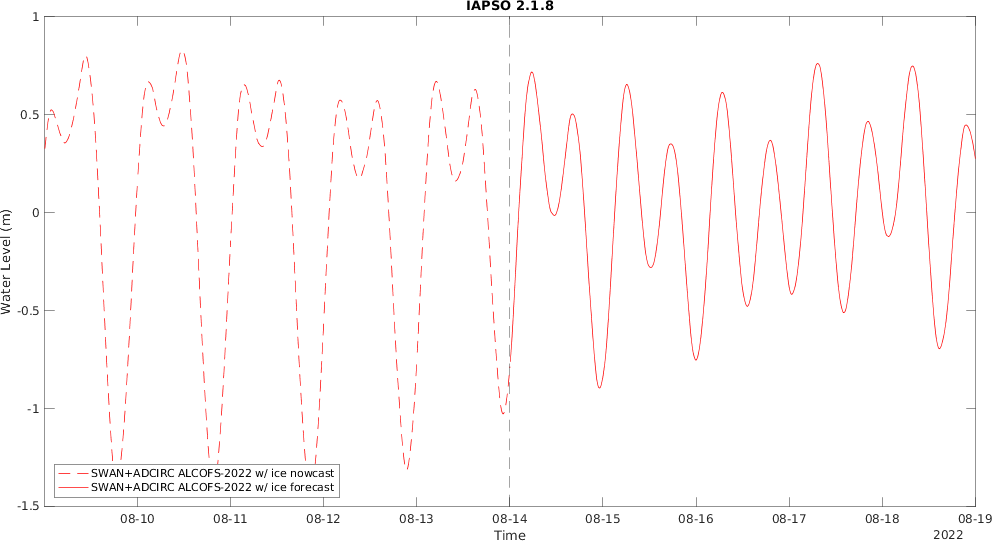 IAPSO 2.1.8
1
0.5
0
-0.5
-1
-1.5
Water Level (m)
SWAN+ADCIRC ALCOFS-2022 w/ ice nowcast
SWAN+ADCIRC ALCOFS-2022 w/ ice forecast
08-10 08-11 08-12 08-13 08-14 08-15 08-16 08-17 08-18 08-19
Time
2022